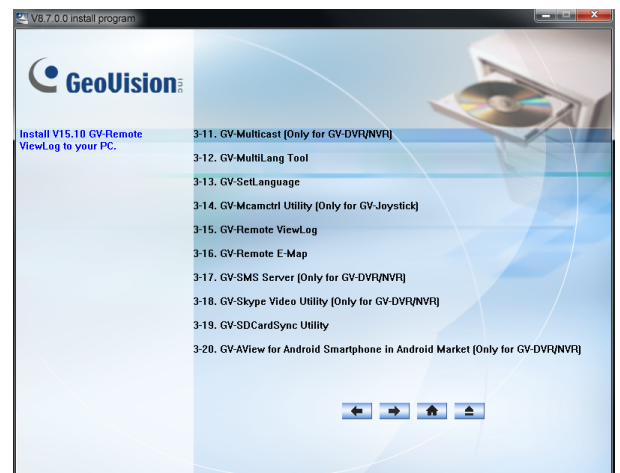 V8.7.0.0 install program
GeoVision Inc
Install V15.10 GV-Remote
ViewLog to your PC.
3-11. GV-Multicast (Only for GV-DVR/NVR)
3-12. GV-MultiLang Tool
3-13. GV-SetLanguage
3-14. GV-Mcamctrl Utility (Only for GV-Joystick)
3-15. GV-Remote ViewLog
3-16. GV-Remote E-Map
3-17. GV-SMS Server (Only for GV-DVR/NVR)
3-18. GV-Skype Video Utility (Only for GV-DVR/NVR)
3-19. GV-SDCardSync Utility
3-20. GV-AView for Android Smartphone in Android Market (Only for GV-DVR/NVR)